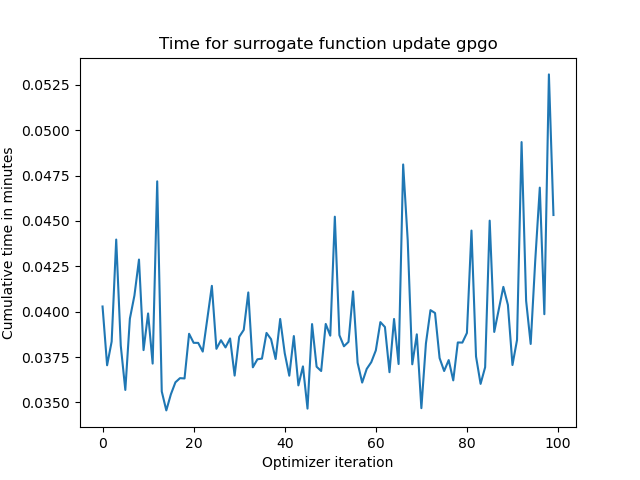 Time for surrogate function update gpgo
Cumulative time in minutes
0.0525
0.0500
0.0475
0.0450
0.0425
0.0400
0.0375
0.0350
0 20 40 60 80 100
Optimizer iteration